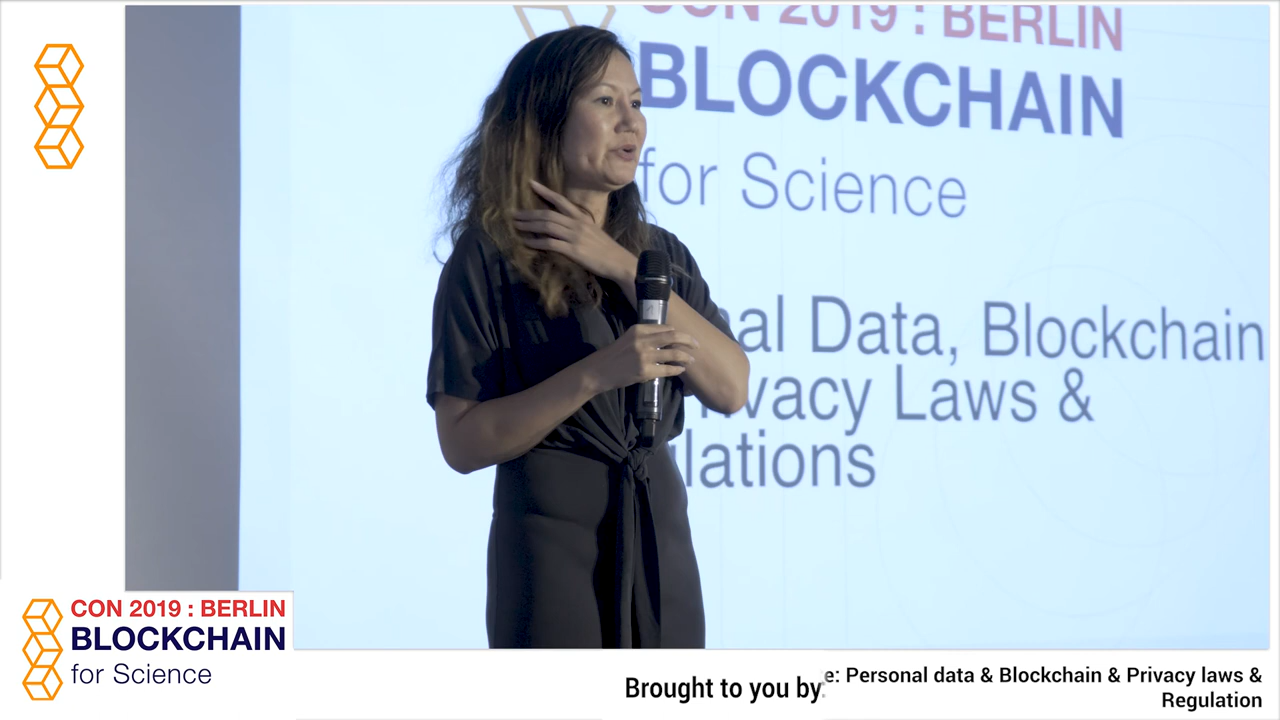 CON 2019 : BERLIN
BLOCKCHAIN
for Science
nal Data, Blockchain
ivacy Laws &
ulations
CON 2019 : BERLIN
BLOCKCHAIN
for Science
Brought to you by:
e: Personal data & Blockchain & Privacy laws &
Regulation